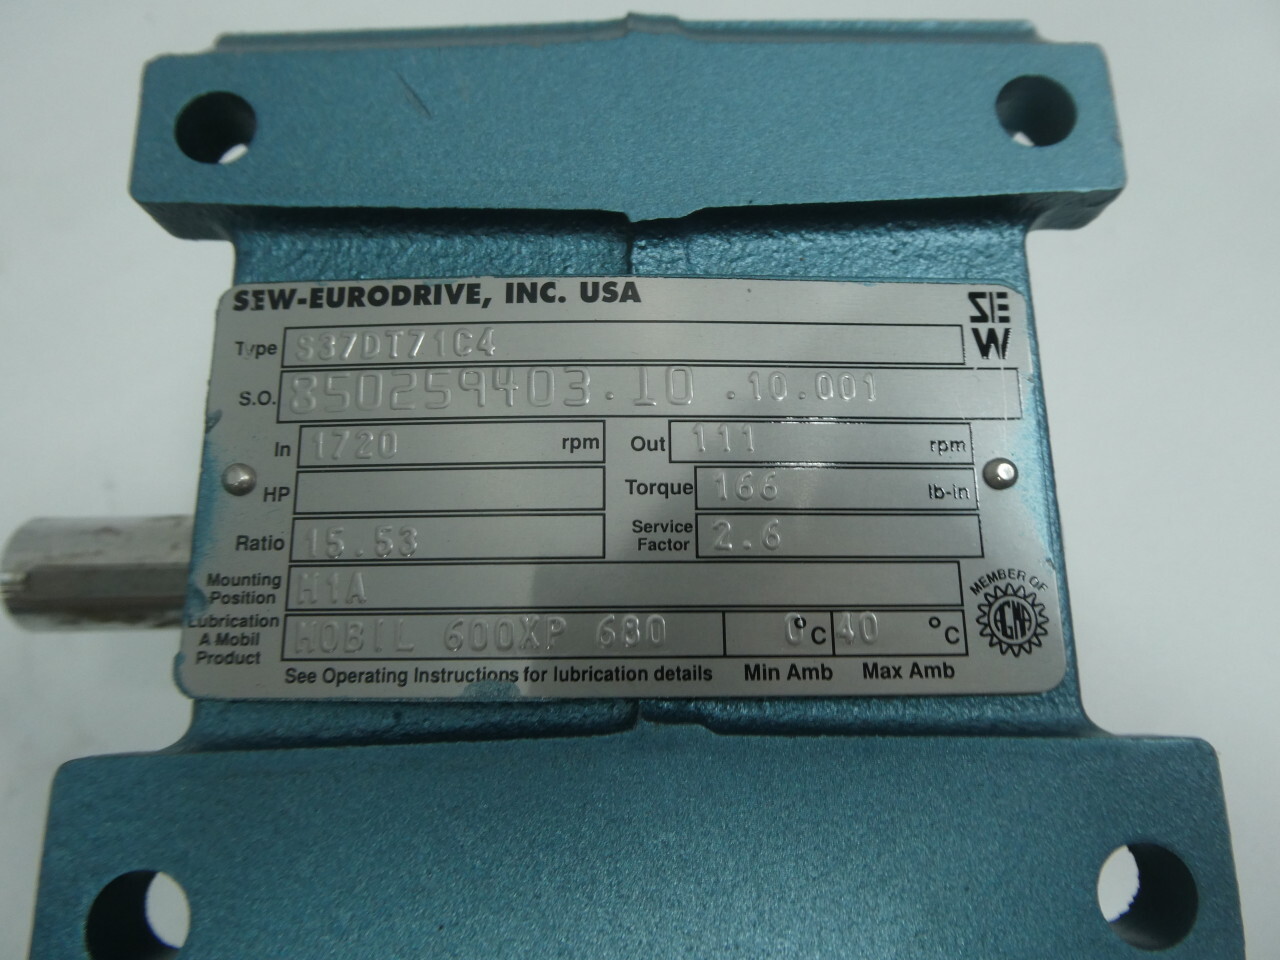 SEW-EURODRIVE, INC. USA
SEW
Type S37DT71C4
S.O. 850259403.10 .10.001
In 1720 rpm Out 111 rpm
HP Torque 166 lb-in
Ratio 15.53 Service Factor 2.6
Mounting Position M1A
MEMBER OF
AGMA
Lubrication A Mobil Product MOBIL 600XP 680 0 °C 40 °C
See Operating Instructions for lubrication details Min Amb Max Amb